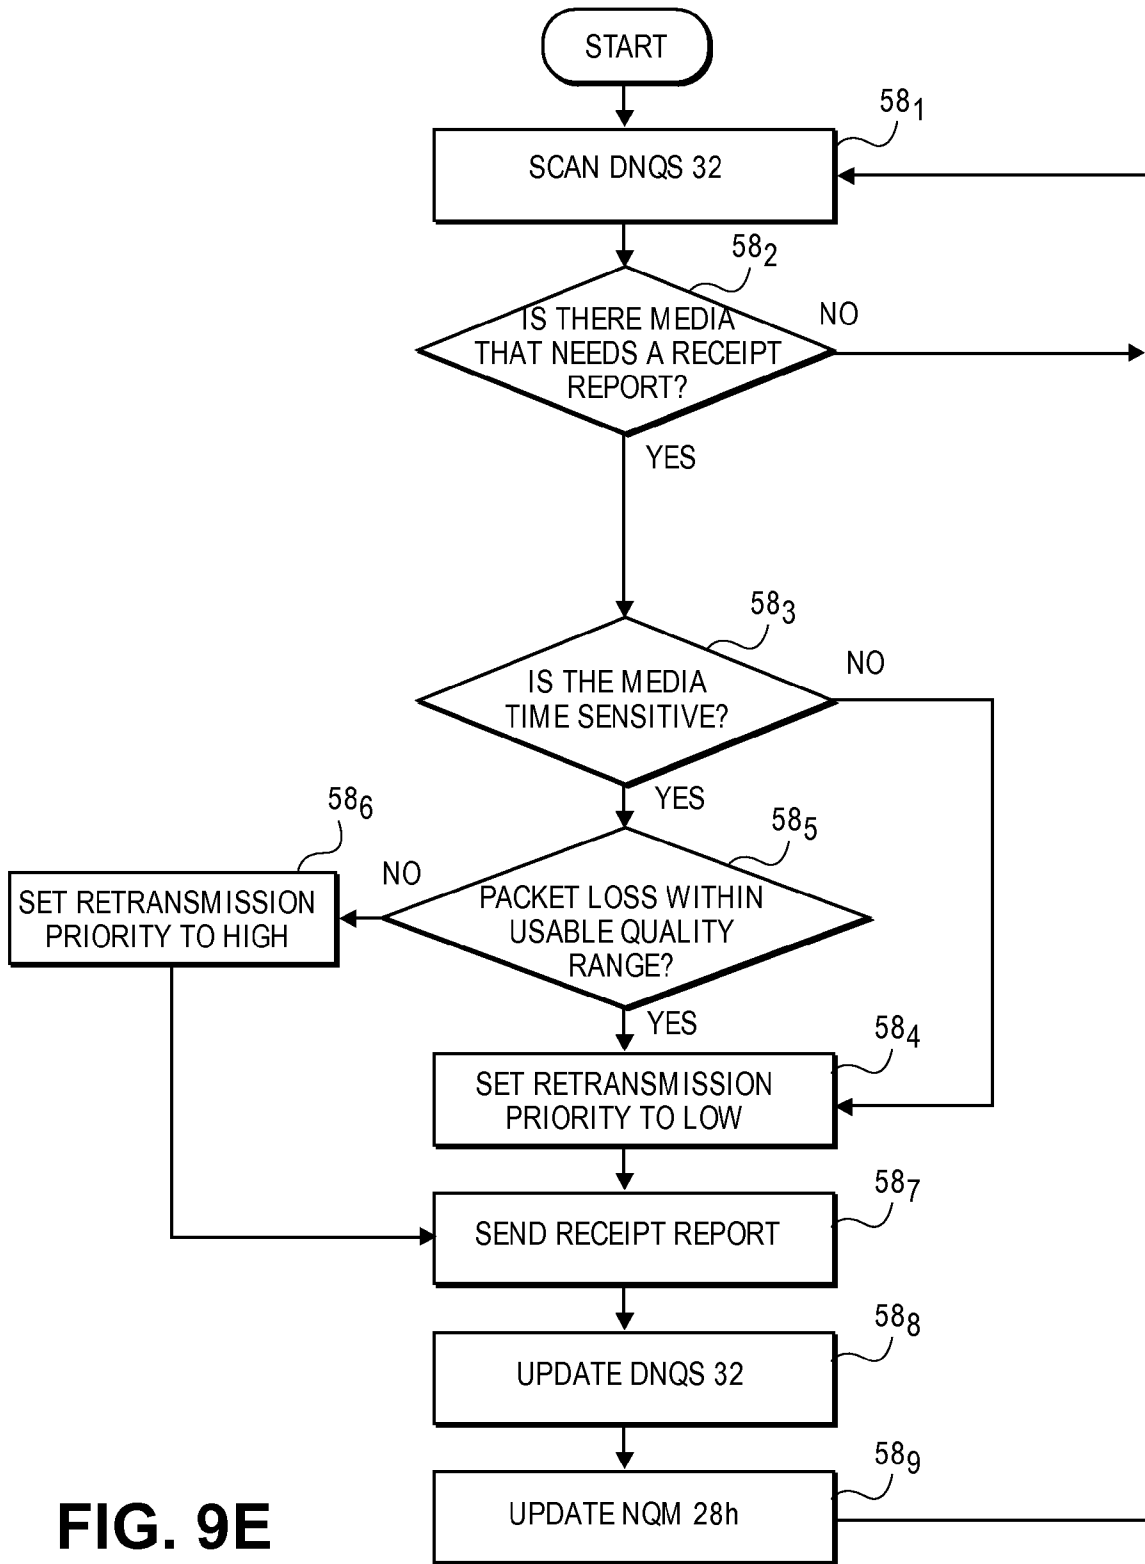 START
58₁
SCAN DNQS 32
58₂
IS THERE MEDIA
THAT NEEDS A RECEIPT
REPORT?
NO
YES
58₃
IS THE MEDIA
TIME SENSITIVE?
NO
YES
58₆
SET RETRANSMISSION
PRIORITY TO HIGH
58₅
NO
PACKET LOSS WITHIN
USABLE QUALITY
RANGE?
YES
58₄
SET RETRANSMISSION
PRIORITY TO LOW
58₇
SEND RECEIPT REPORT
58₈
UPDATE DNQS 32
58₉
UPDATE NQM 28h
FIG. 9E